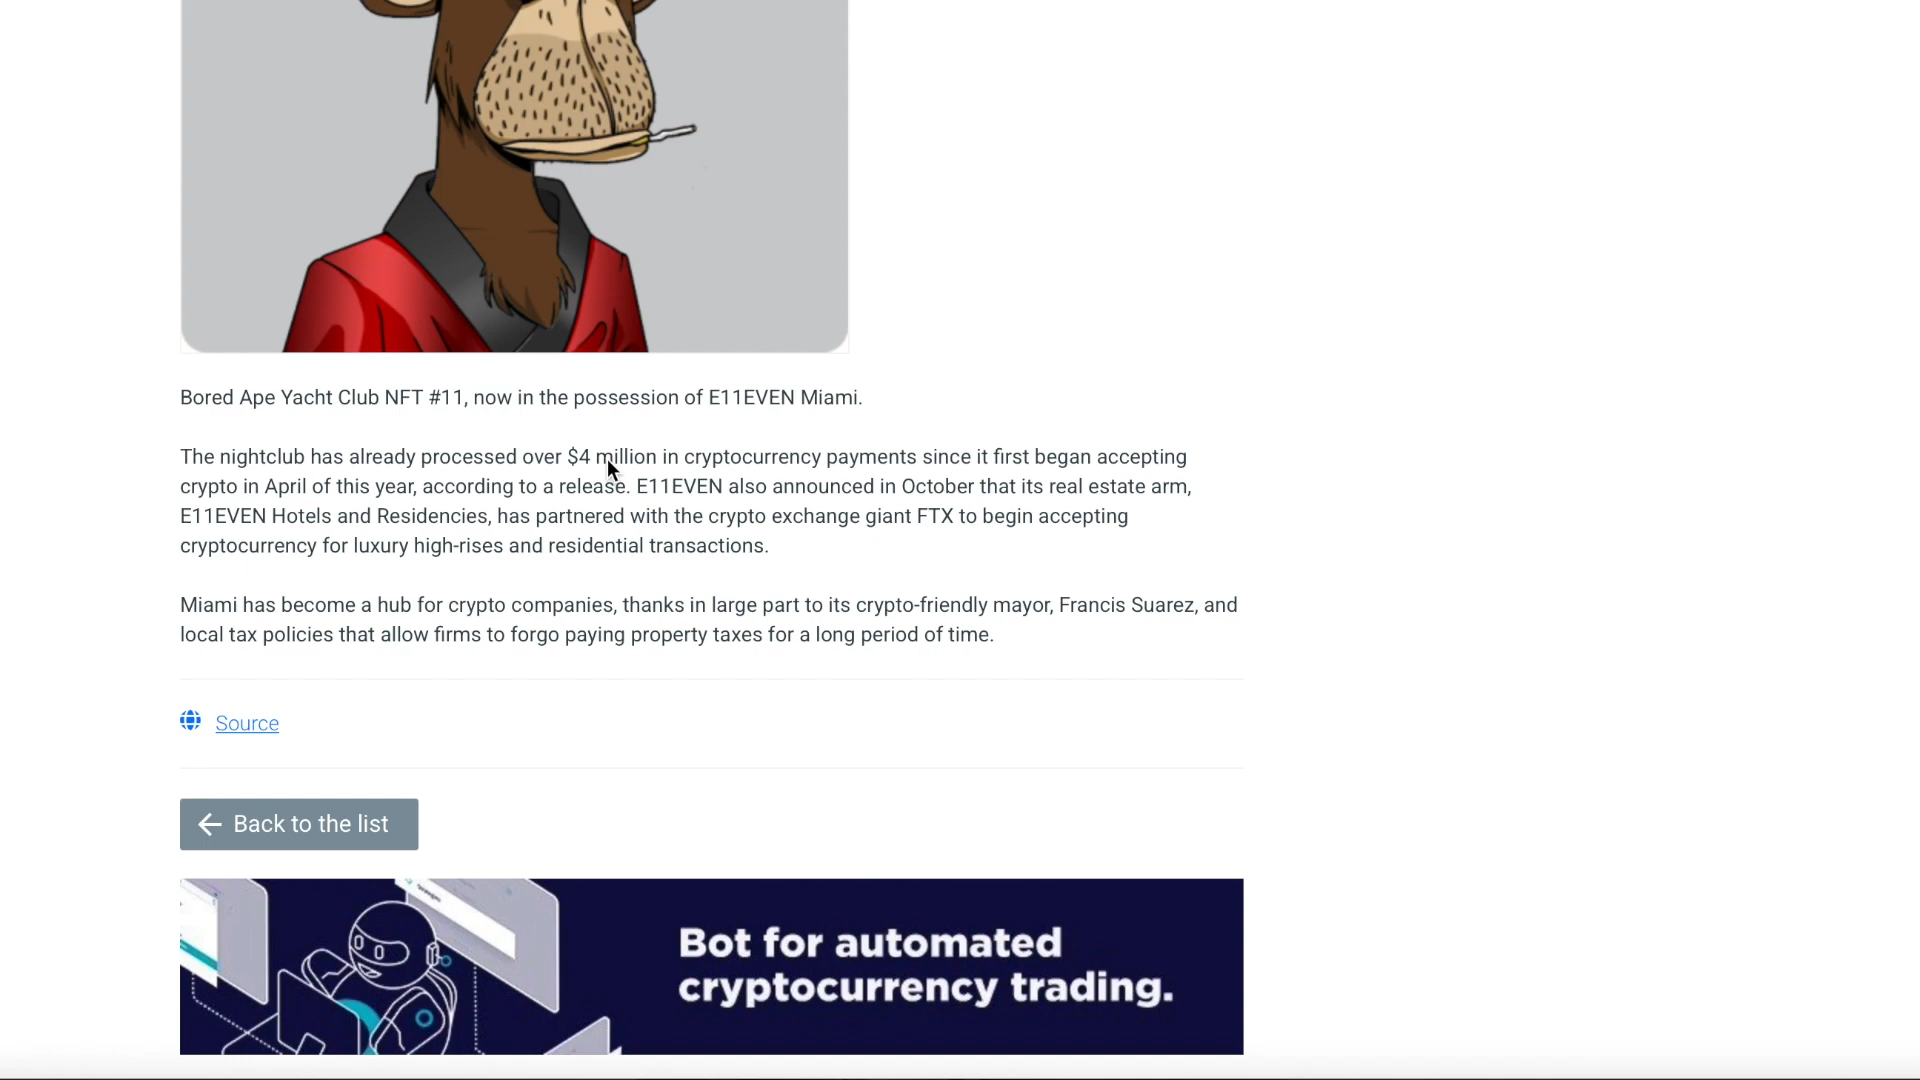 Bored Ape Yacht Club NFT #11, now in the possession of E11EVEN Miami.
The nightclub has already processed over $4 million in cryptocurrency payments since it first began accepting
crypto in April of this year, according to a release. E11EVEN also announced in October that its real estate arm,
E11EVEN Hotels and Residencies, has partnered with the crypto exchange giant FTX to begin accepting
cryptocurrency for luxury high-rises and residential transactions.
Miami has become a hub for crypto companies, thanks in large part to its crypto-friendly mayor, Francis Suarez, and
local tax policies that allow firms to forgo paying property taxes for a long period of time.
Source
Back to the list
Bot for automated
cryptocurrency trading.